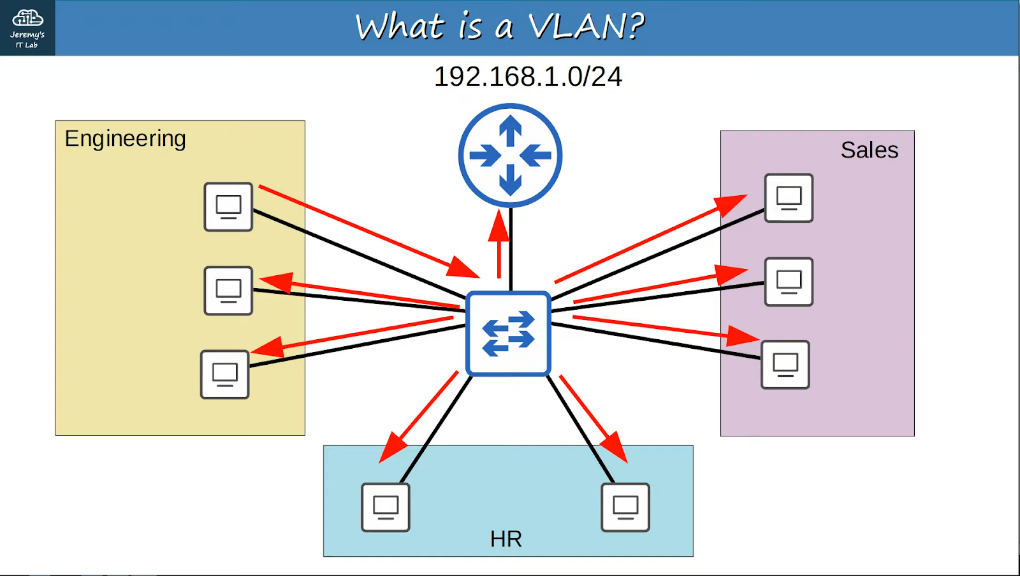 Jeremy's
IT Lab
What is a VLAN?
192.168.1.0/24
Engineering
Sales
HR